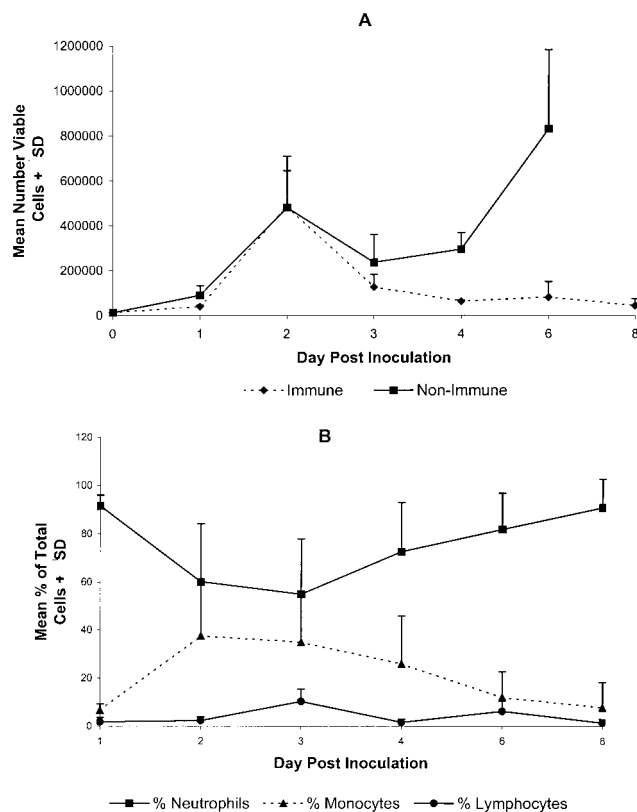 A
Mean Number Viable
Cells + SD
1200000
1000000
800000
600000
400000
200000
0
0 1 2 3 4 6 8
Day Post Inoculation
Immune Non-Immune
B
Mean % of Total
Cells + SD
120
100
80
60
40
20
0
1 2 3 4 6 8
Day Post Inoculation
% Neutrophils % Monocytes % Lymphocytes